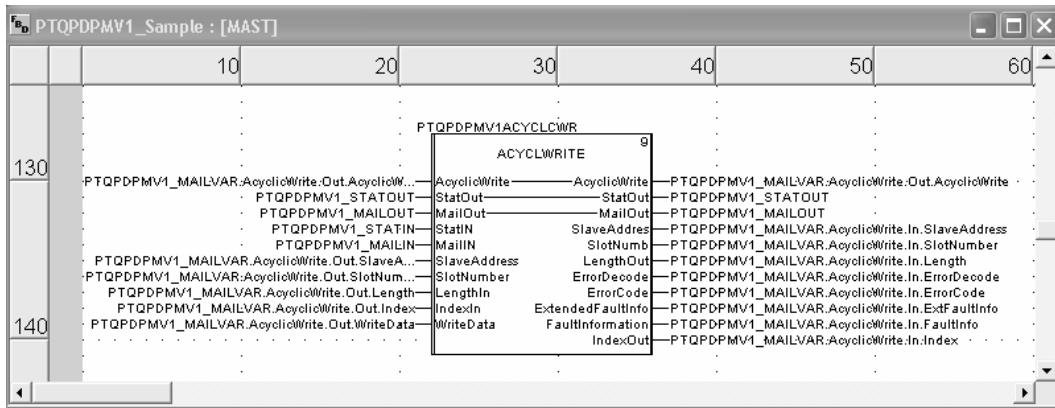 FBD PTQPDPMV1_Sample : [MAST]
10 20 30 40 50 60
PTQPDPMV1ACYCLCWR
9
ACYCLWRITE
130
PTQPDPMV1_MAILVAR.AcyclicWrite.Out.AcyclicW... AcyclicWrite AcyclicWrite PTQPDPMV1_MAILVAR.AcyclicWrite.Out.AcyclicWrite
PTQPDPMV1_STATOUT StatOut StatOut PTQPDPMV1_STATOUT
PTQPDPMV1_MAILOUT MailOut MailOut PTQPDPMV1_MAILOUT
PTQPDPMV1_STATIN StatIN SlaveAddres PTQPDPMV1_MAILVAR.AcyclicWrite.In.SlaveAddress
PTQPDPMV1_MAILIN MailIN SlotNumb PTQPDPMV1_MAILVAR.AcyclicWrite.In.SlotNumber
PTQPDPMV1_MAILVAR.AcyclicWrite.Out.SlaveA... SlaveAddress LengthOut PTQPDPMV1_MAILVAR.AcyclicWrite.In.Length
PTQPDPMV1_MAILVAR.AcyclicWrite.Out.SlotNum... SlotNumber ErrorDecode PTQPDPMV1_MAILVAR.AcyclicWrite.In.ErrorDecode
PTQPDPMV1_MAILVAR.AcyclicWrite.Out.Length LengthIn ErrorCode PTQPDPMV1_MAILVAR.AcyclicWrite.In.ErrorCode
PTQPDPMV1_MAILVAR.AcyclicWrite.Out.Index IndexIn ExtendedFaultInfo PTQPDPMV1_MAILVAR.AcyclicWrite.In.ExtFaultInfo
140
PTQPDPMV1_MAILVAR.AcyclicWrite.Out.WriteData WriteData FaultInformation PTQPDPMV1_MAILVAR.AcyclicWrite.In.FaultInfo
IndexOut PTQPDPMV1_MAILVAR.AcyclicWrite.In.Index